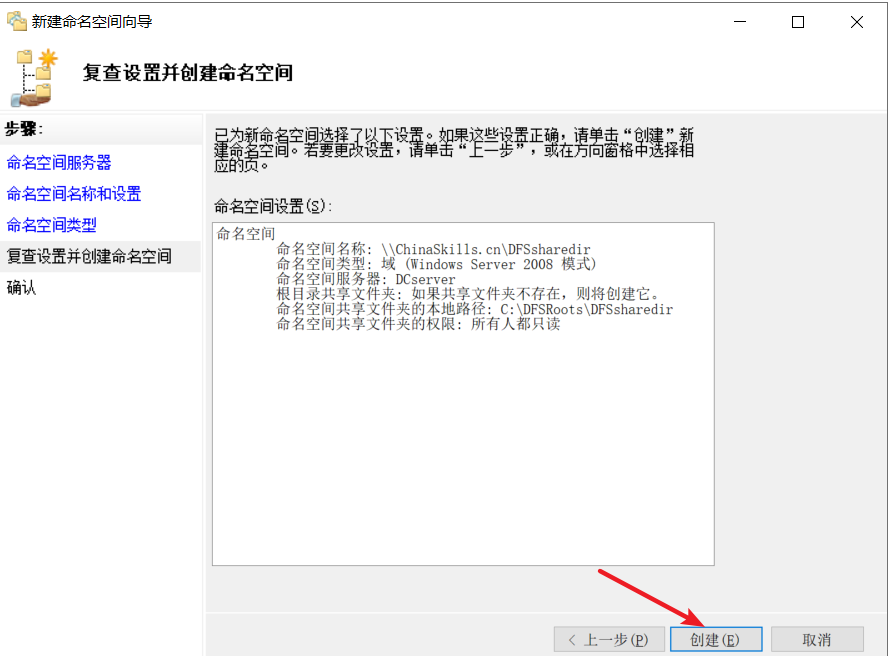 新建命名空间向导
复查设置并创建命名空间
步骤:
命名空间服务器
命名空间名称和设置
命名空间类型
复查设置并创建命名空间
确认
已为新命名空间选择了以下设置。如果这些设置正确，请单击“创建”新
建命名空间。若要更改设置，请单击“上一步”，或在方向窗格中选择相
应的页。
命名空间设置(S):
命名空间
命名空间名称: \\ChinaSkills.cn\DFSsharedir
命名空间类型: 域 (Windows Server 2008 模式)
命名空间服务器: DCserver
根目录共享文件夹: 如果共享文件夹不存在，则将创建它。
命名空间共享文件夹的本地路径: C:\DFSRoots\DFSsharedir
命名空间共享文件夹的权限: 所有人都只读
< 上一步(P)
创建(E)
取消